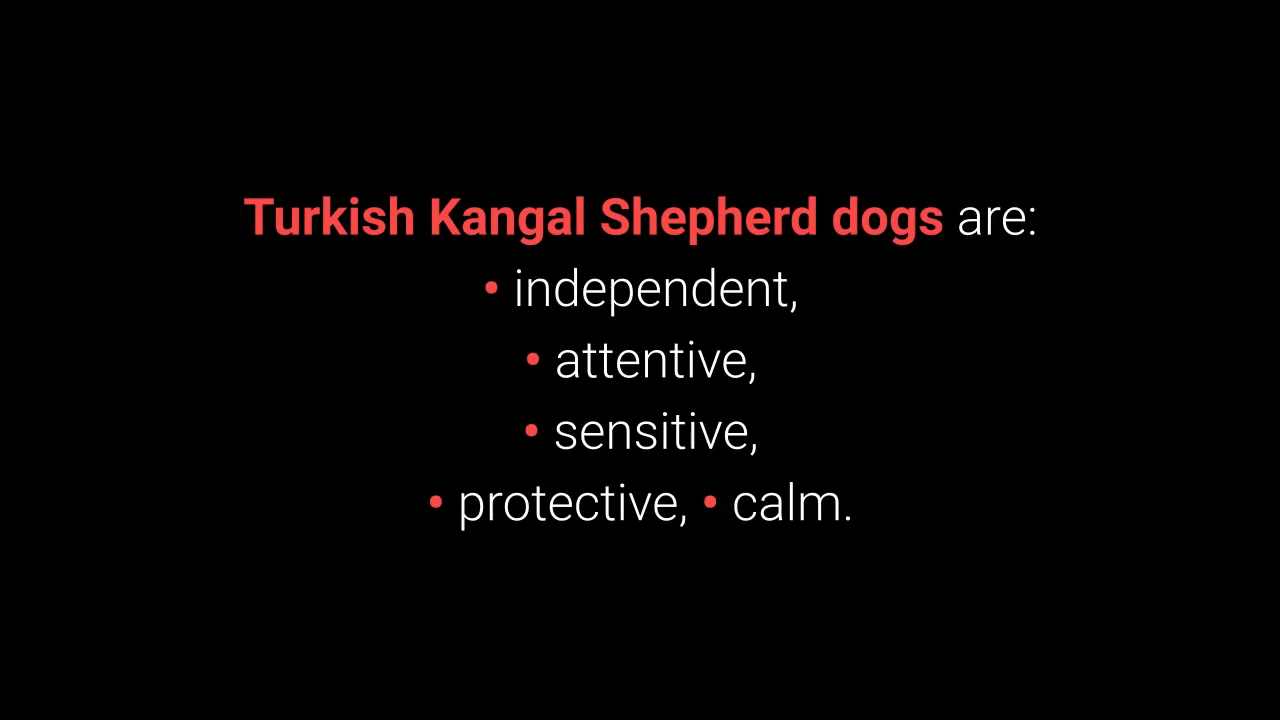 Turkish Kangal Shepherd dogs are:
• independent,
• attentive,
• sensitive,
• protective, • calm.